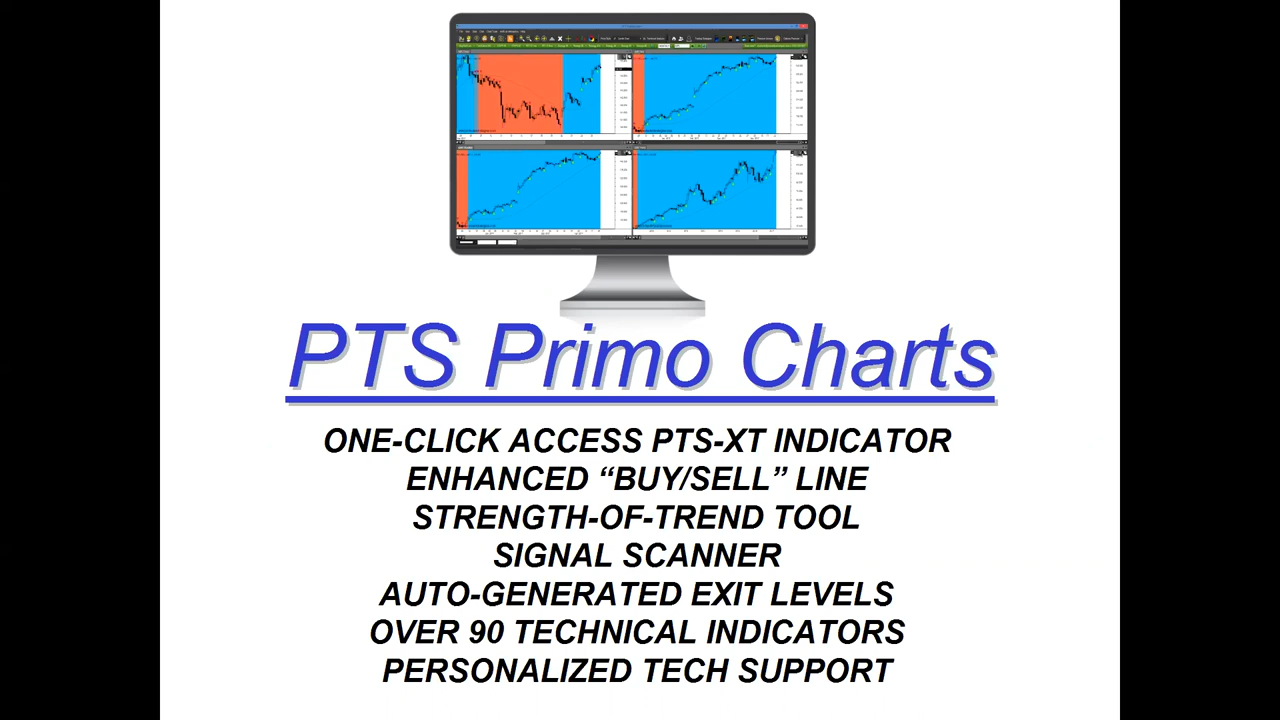 PTS Primo Charts
ONE-CLICK ACCESS PTS-XT INDICATOR
ENHANCED “BUY/SELL” LINE
STRENGTH-OF-TREND TOOL
SIGNAL SCANNER
AUTO-GENERATED EXIT LEVELS
OVER 90 TECHNICAL INDICATORS
PERSONALIZED TECH SUPPORT